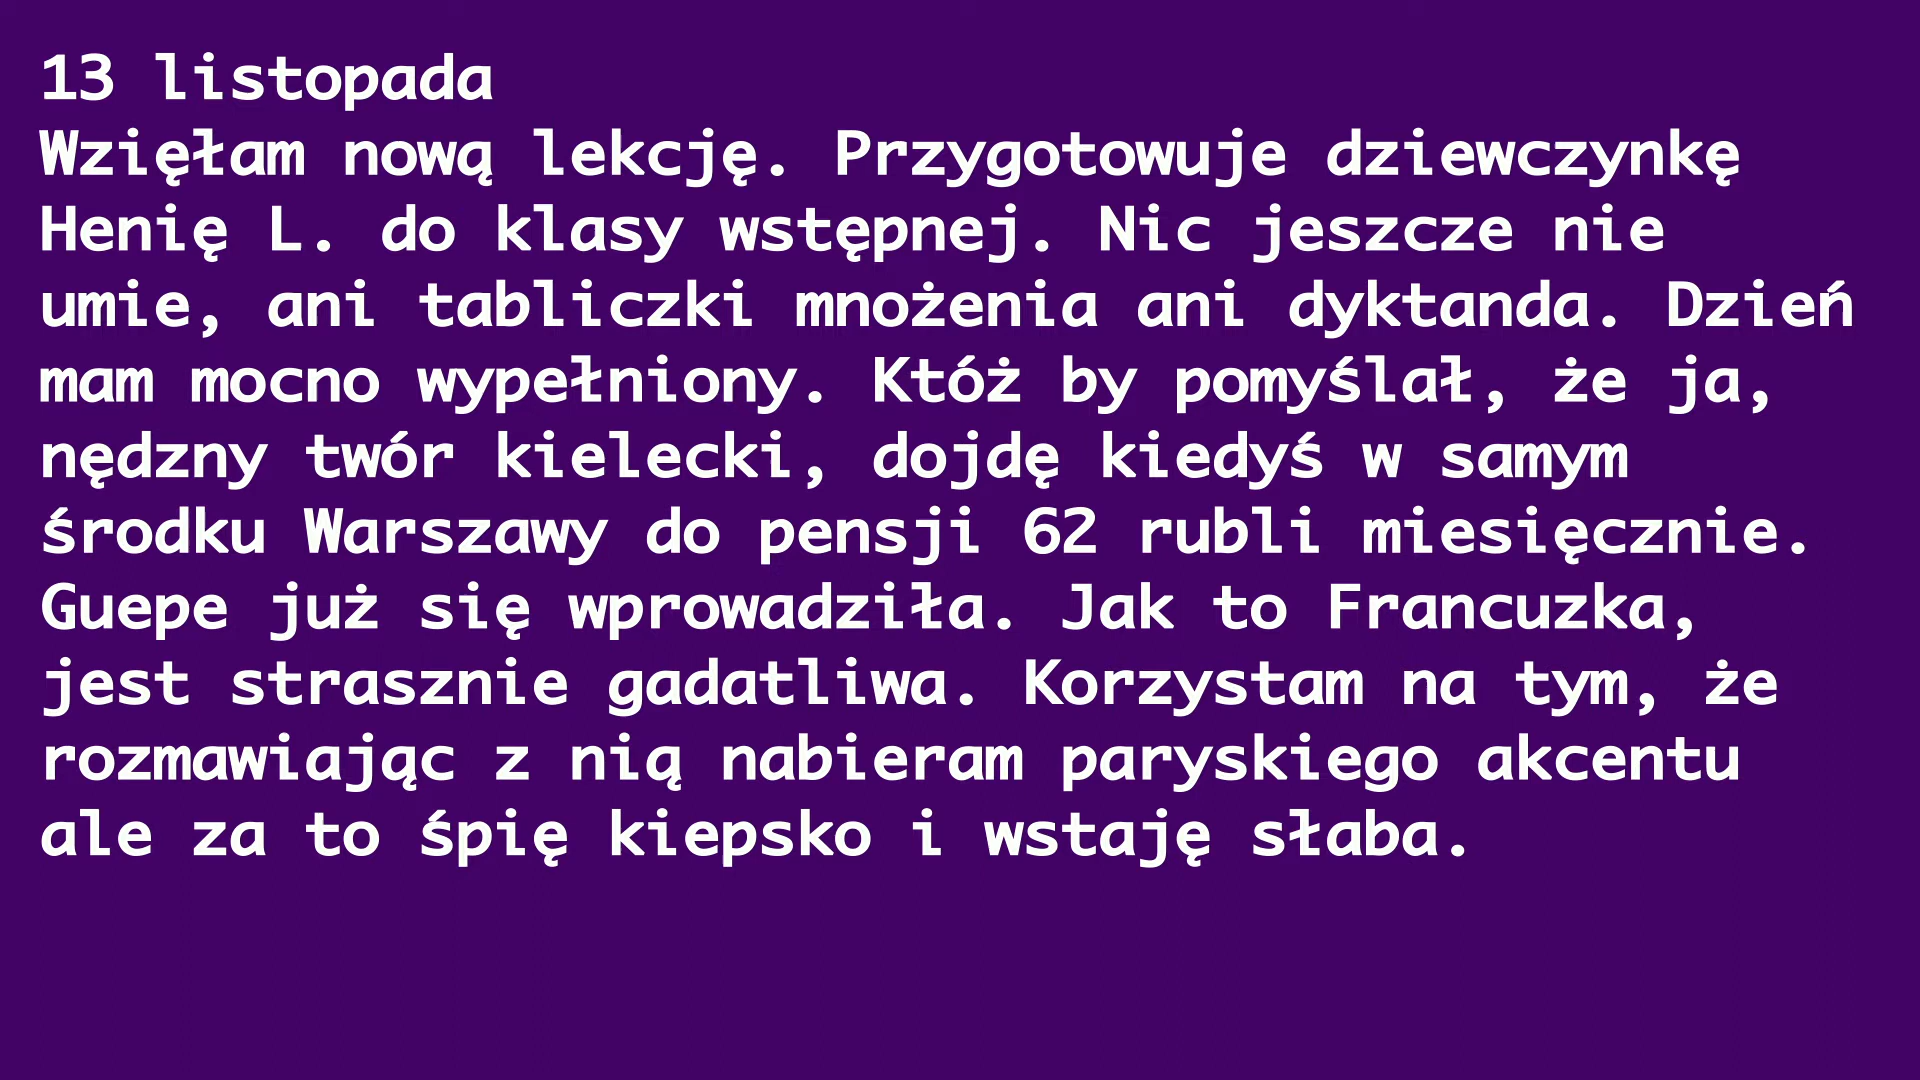 13 listopada
Wzięłam nową lekcję. Przygotowuje dziewczynkę
Henię L. do klasy wstępnej. Nic jeszcze nie
umie, ani tabliczki mnożenia ani dyktanda. Dzień
mam mocno wypełniony. Któż by pomyślał, że ja,
nędzny twór kielecki, dojdę kiedyś w samym
środku Warszawy do pensji 62 rubli miesięcznie.
Guepe już się wprowadziła. Jak to Francuzka,
jest strasznie gadatliwa. Korzystam na tym, że
rozmawiając z nią nabieram paryskiego akcentu
ale za to śpię kiepsko i wstaję słaba.